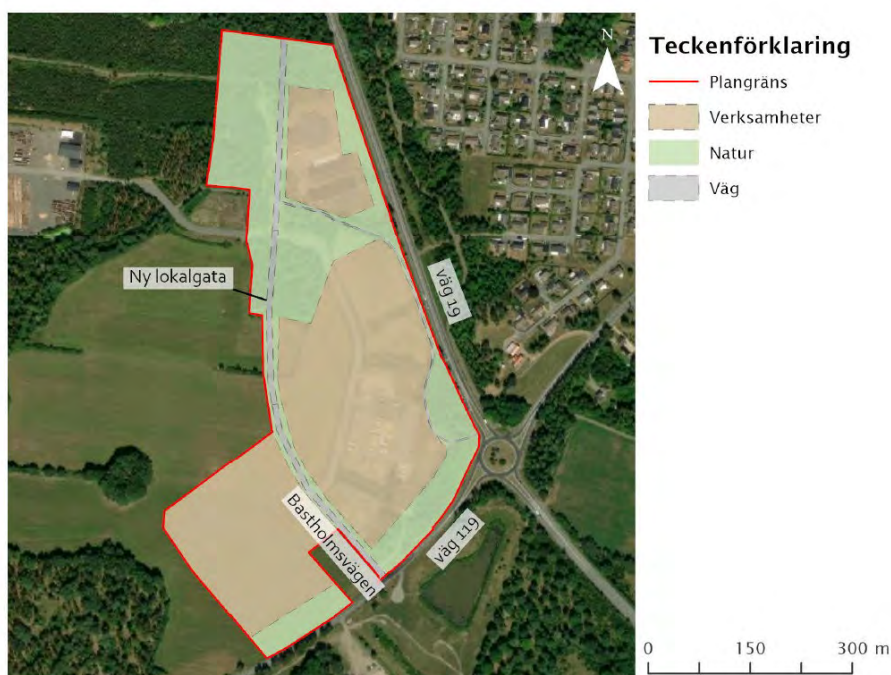 N
Teckenförklaring
Plangräns
Verksamheter
Natur
Väg
Ny lokalgata
väg 19
Bastholmsvägen
väg 119
0 150 300 m